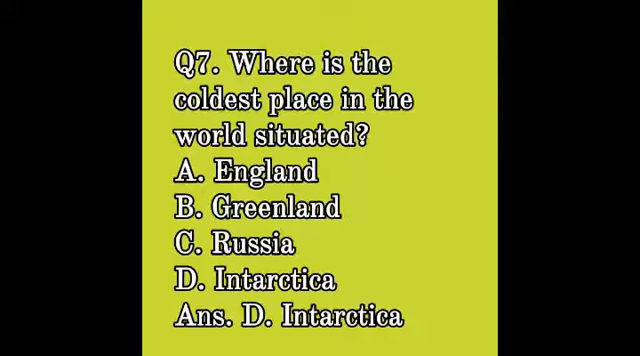 Q7. Where is the
coldest place in the
world situated?
A. England
B. Greenland
C. Russia
D. Intarctica
Ans. D. Intarctica